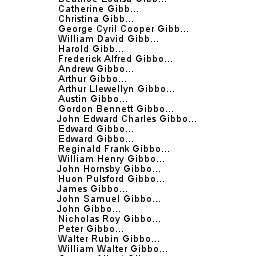 Catherine Gibb...
Christina Gibb...
George Cyril Cooper Gibb...
William David Gibb...
Harold Gibb...
Frederick Alfred Gibbo...
Andrew Gibbo...
Arthur Gibbo...
Arthur Llewellyn Gibbo...
Austin Gibbo...
Gordon Bennett Gibbo...
John Edward Charles Gibbo...
Edward Gibbo...
Edward Gibbo...
Reginald Frank Gibbo...
William Henry Gibbo...
John Hornsby Gibbo...
Huon Pulsford Gibbo...
James Gibbo...
John Samuel Gibbo...
John Gibbo...
Nicholas Roy Gibbo...
Peter Gibbo...
Walter Rubin Gibbo...
William Walter Gibbo...